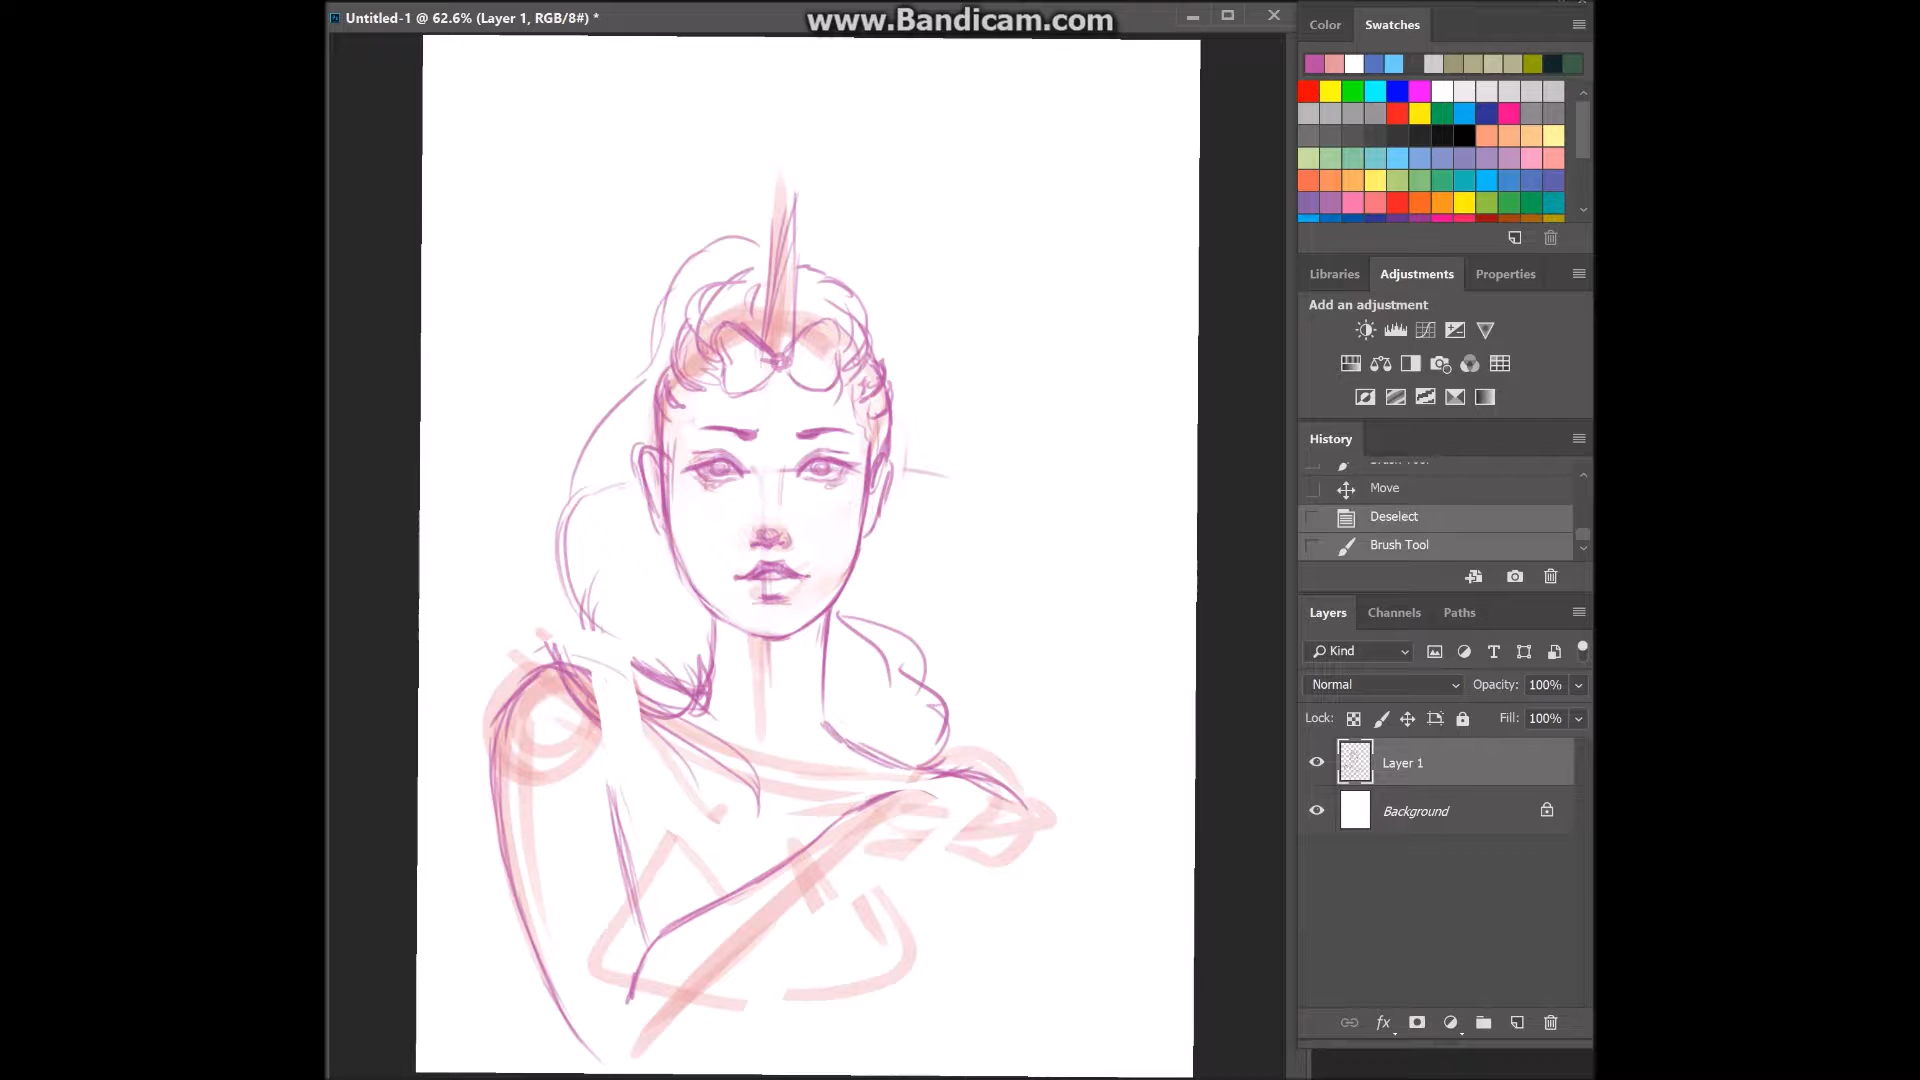 Untitled-1 @ 62.6% (Layer 1, RGB/8#) *
www.Bandicam.com
Color
Swatches
Libraries
Adjustments
Properties
Add an adjustment
History
Brush Tool
Move
Deselect
Brush Tool
Layers
Channels
Paths
Kind
Normal
Opacity: 100%
Lock:
Fill: 100%
Layer 1
Background
fx